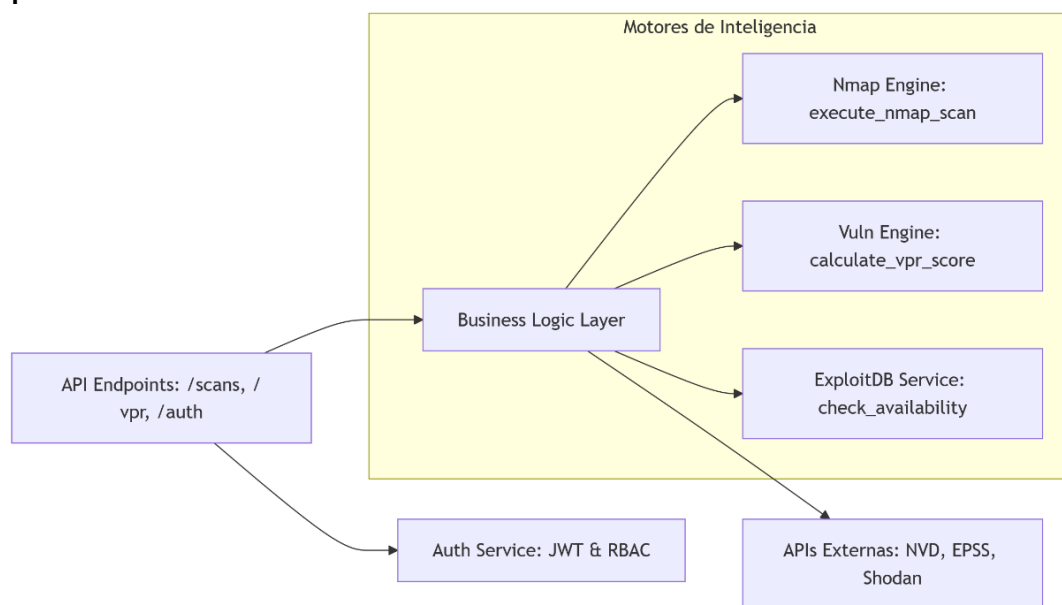 Motores de Inteligencia
Nmap Engine:
execute_nmap_scan
Vuln Engine:
calculate_vpr_score
Business Logic Layer
API Endpoints: /scans, /
vpr, /auth
ExploitDB Service:
check_availability
Auth Service: JWT & RBAC
APIs Externas: NVD, EPSS,
Shodan